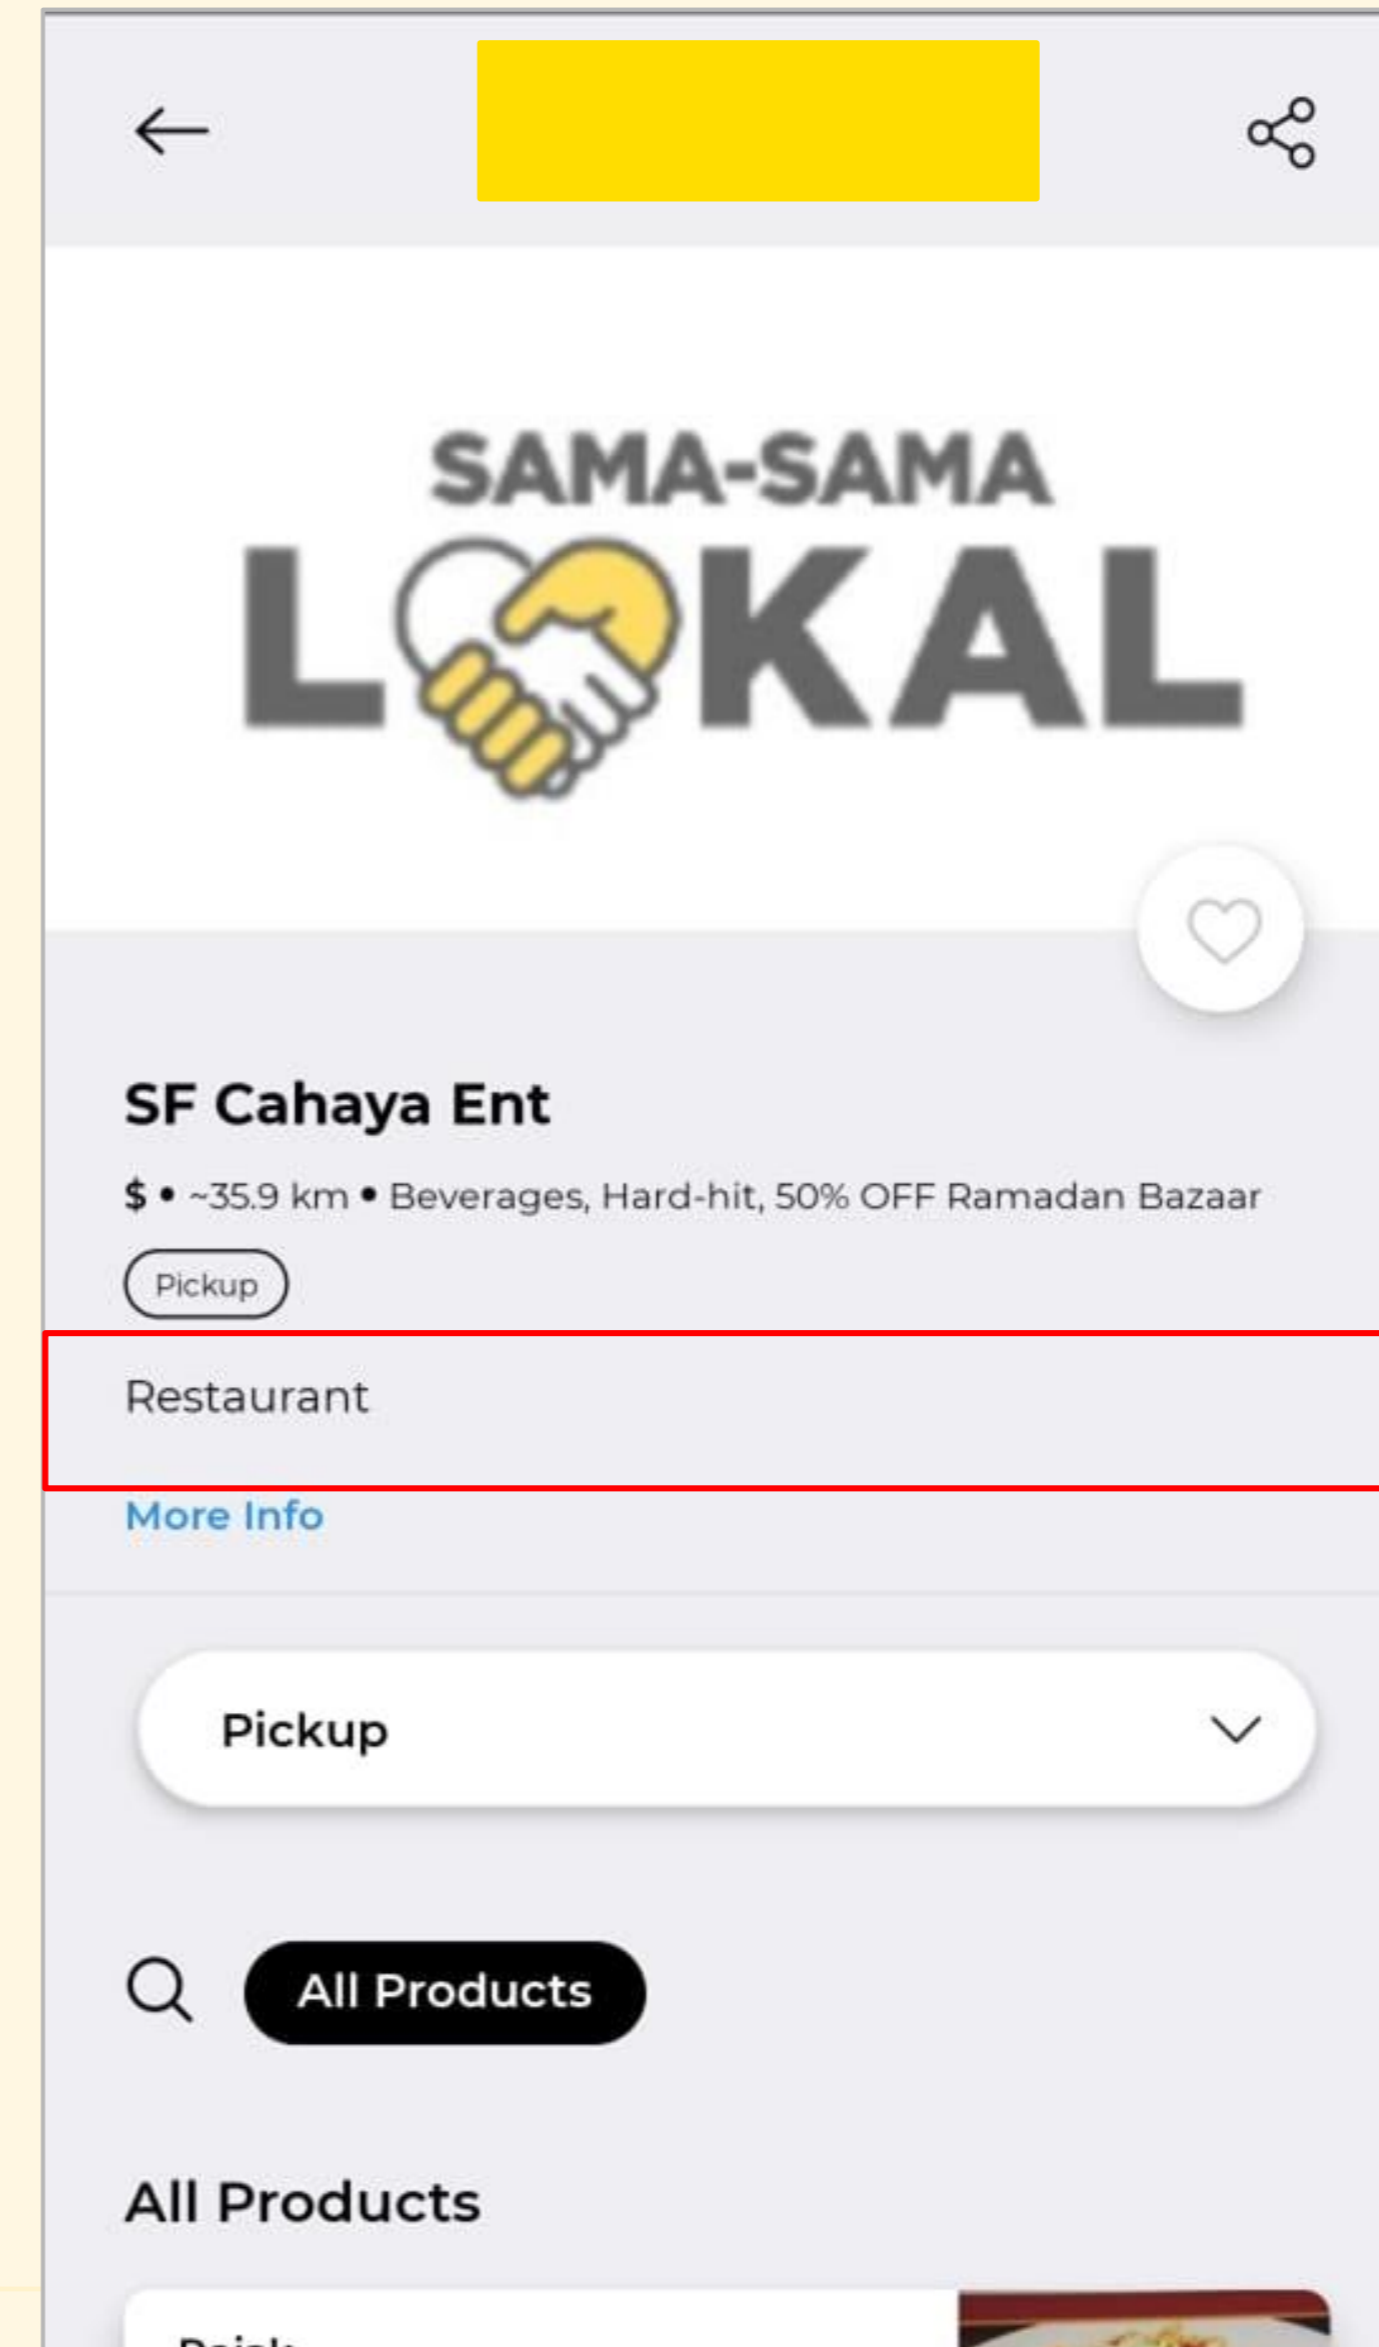 SAMA-SAMA
LOKAL
SF Cahaya Ent
$ • ~35.9 km • Beverages, Hard-hit, 50% OFF Ramadan Bazaar
Pickup
Restaurant
More Info
Pickup
All Products
All Products